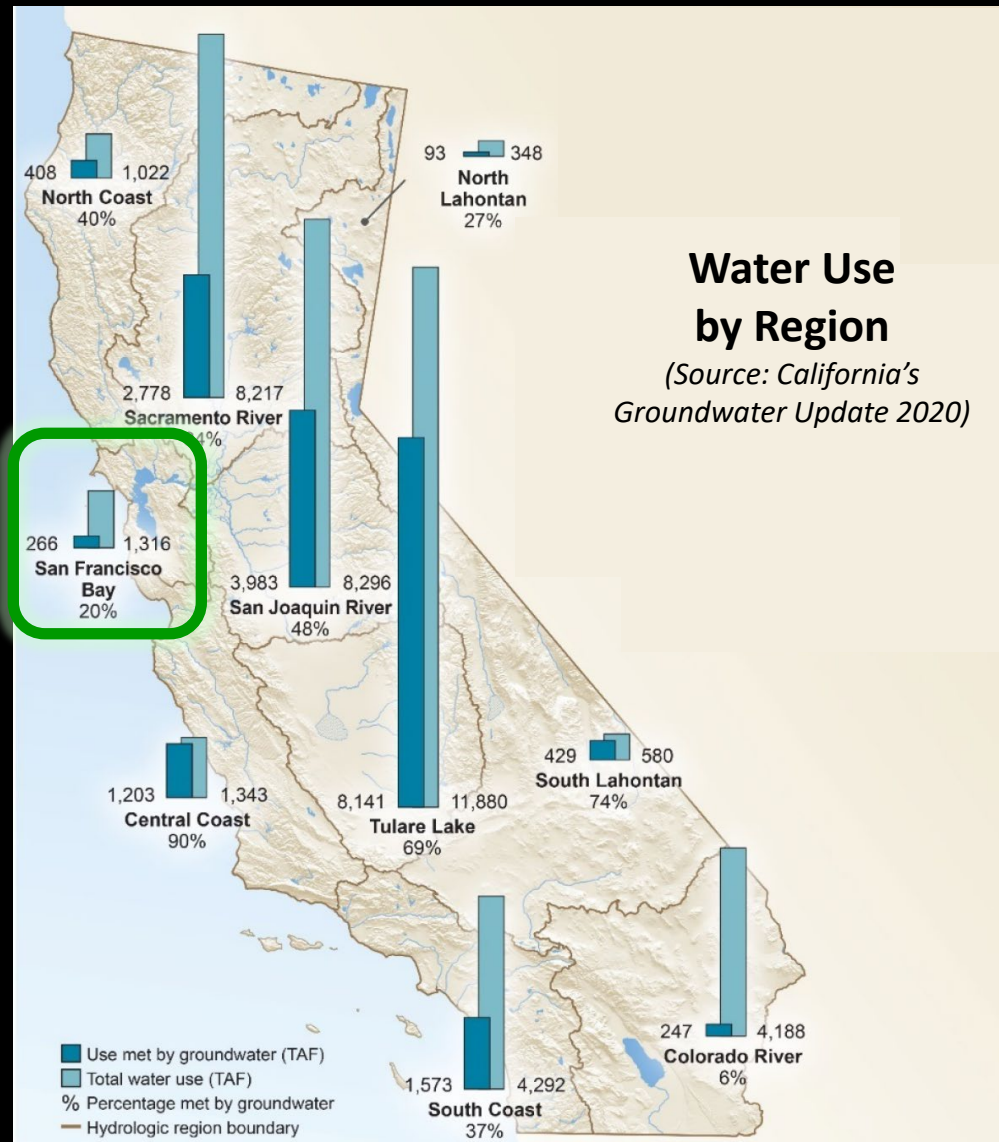 408 1,022
North Coast
40%
93 348
North
Lahontan
27%
Water Use
by Region
(Source: California's
Groundwater Update 2020)
2,778 8,217
Sacramento River
266 1,316
San Francisco
Bay
20%
3,983 8,296
San Joaquin River
48%
1,203 1,343
Central Coast
90%
8,141 11,880
Tulare Lake
69%
429 580
South Lahontan
74%
247 4,188
Colorado River
6%
1,573 4,292
South Coast
37%
Use met by groundwater (TAF)
Total water use (TAF)
% Percentage met by groundwater
Hydrologic region boundary